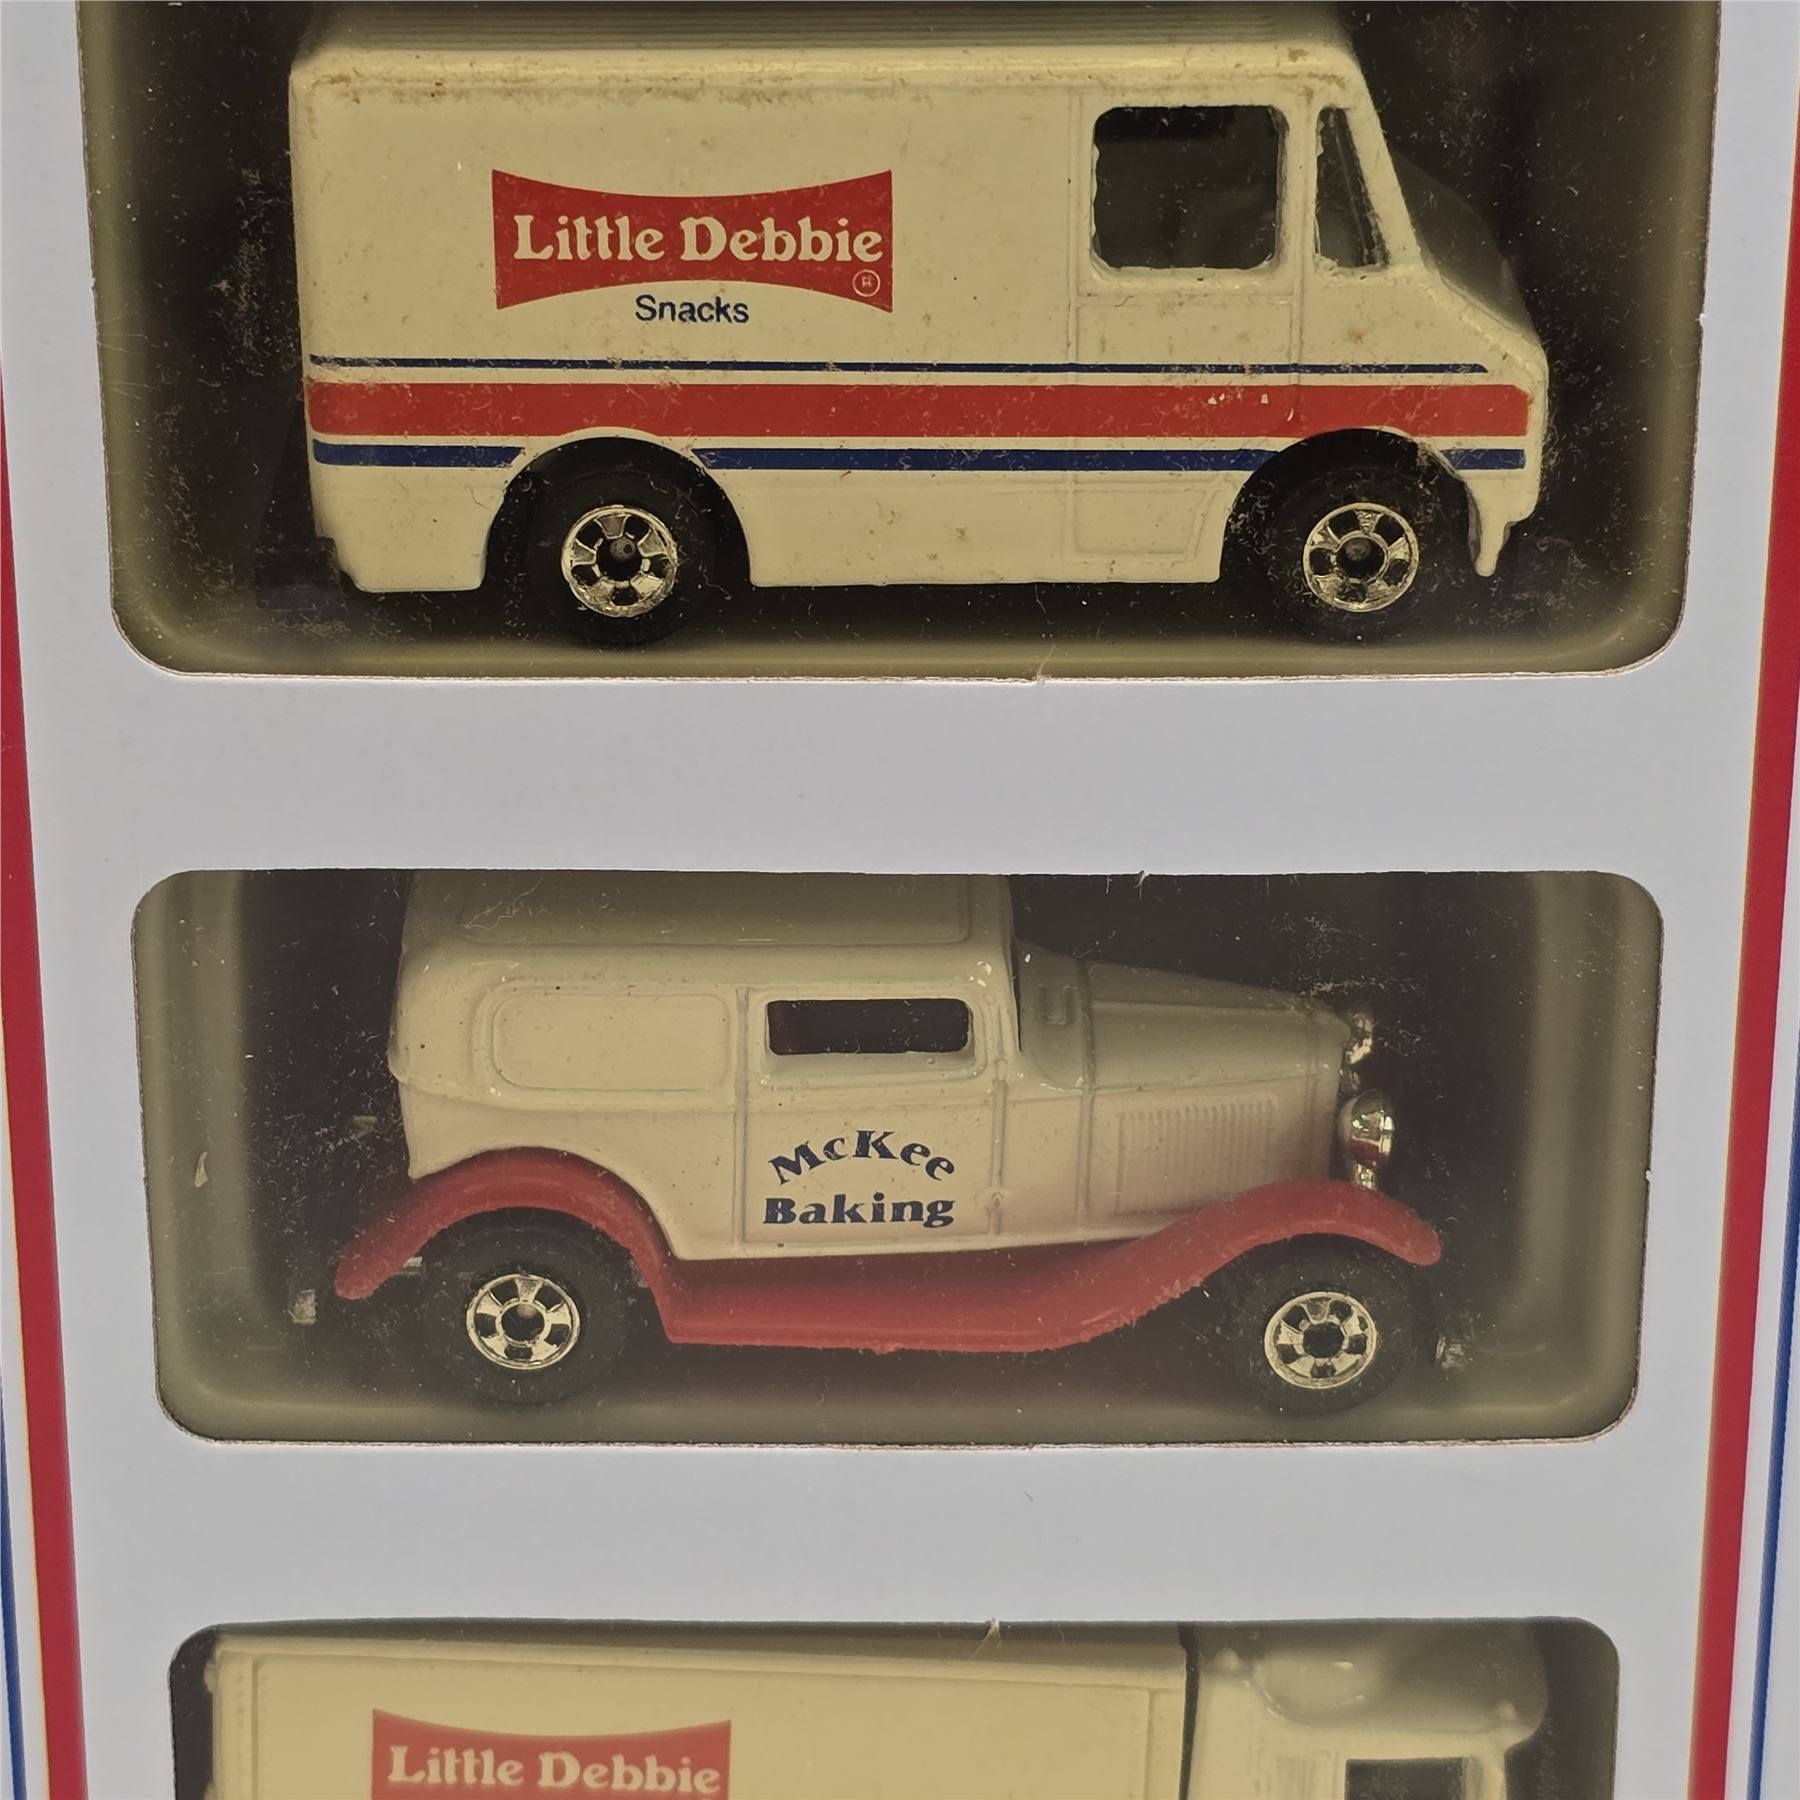 Little Debbie
®
Snacks
McKee
Baking
Little Debbie